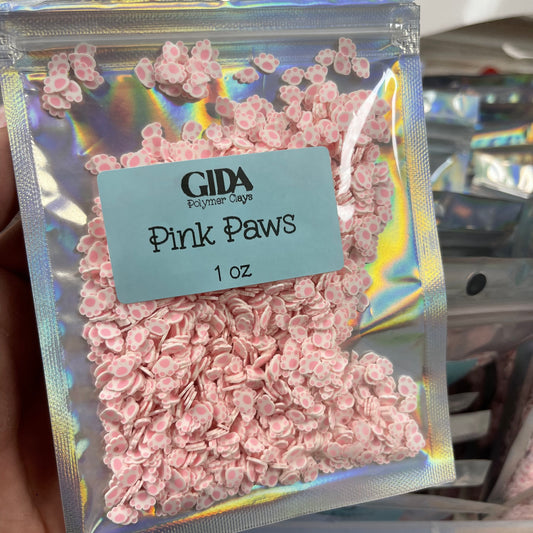 GIDA
Polymer Clays
Pink Paws
1 oz